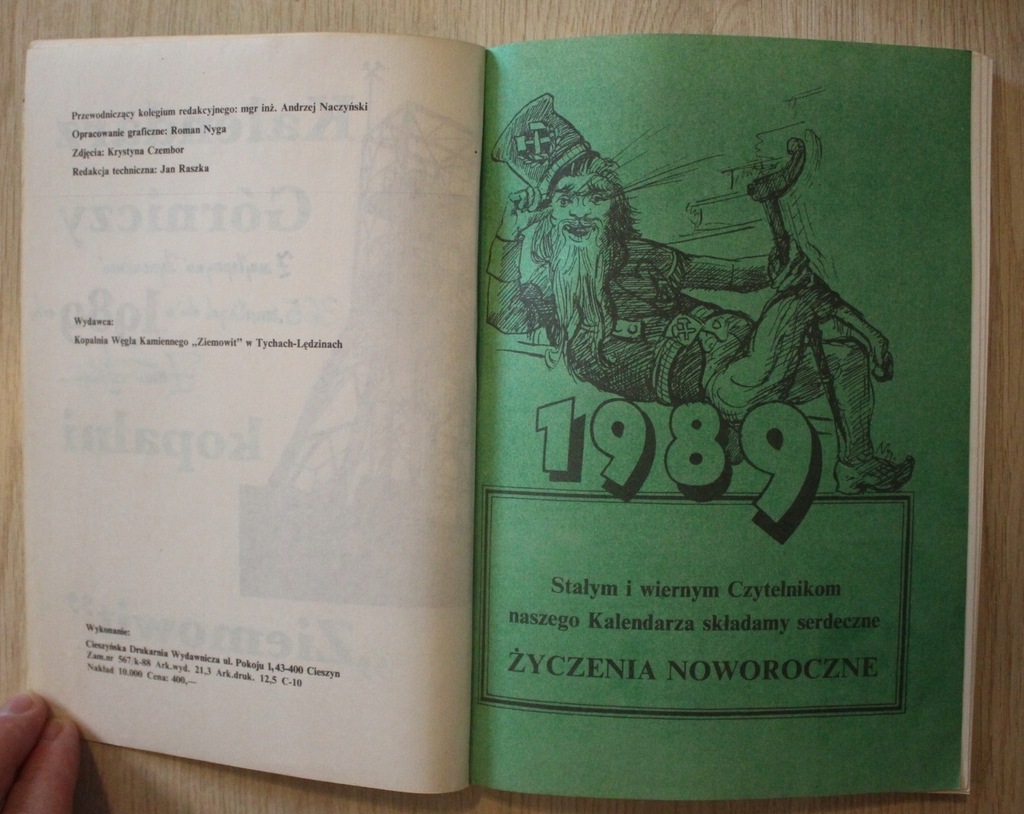 Przewodniczący kolegium redakcyjnego: mgr inż. Andrzej Naczyński
Opracowanie graficzne: Roman Nyga
Zdjęcia: Krystyna Czembor
Redakcja techniczna: Jan Raszka
Wydawca:
Kopalnia Węgla Kamiennego „Ziemowit" w Tychach-Lędzinach
Wykonanie:
Cieszyńska Drukarnia Wydawnicza ul. Pokoju 1, 43-400 Cieszyn
Zam.nr 567/k-88 Ark.wyd. 21,3 Ark.druk. 12,5 C-10
Nakład 10.000 Cena: 400,—
1989
Stałym i wiernym Czytelnikom
naszego Kalendarza składamy serdeczne
ŻYCZENIA NOWOROCZNE